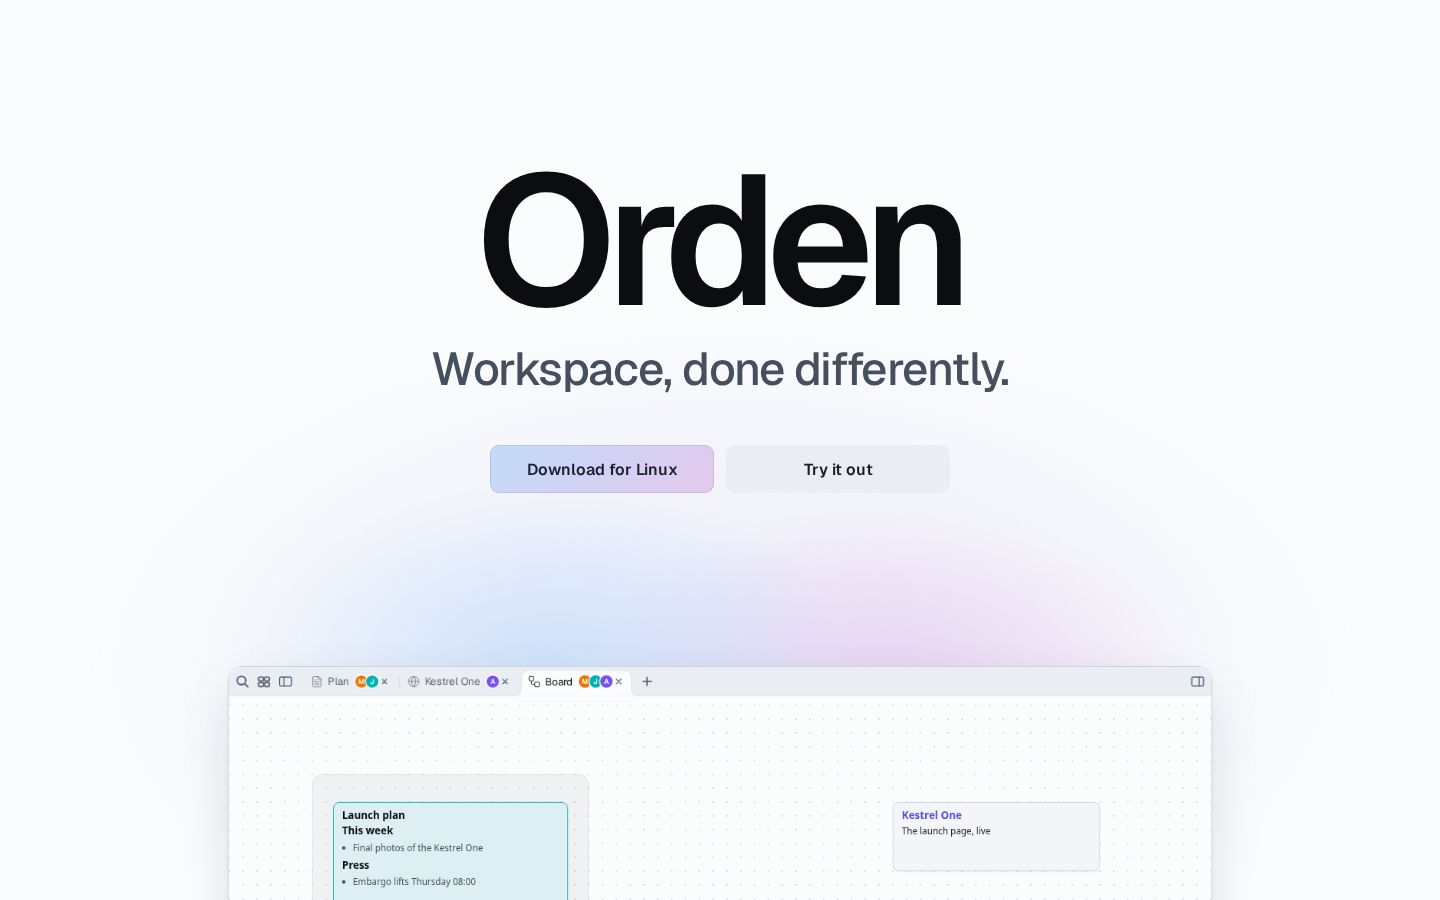 Orden
Workspace, done differently.
Download for Linux
Try it out
Plan M J
Kestrel One A
Board M J A
Launch plan
This week
• Final photos of the Kestrel One
Press
• Embargo lifts Thursday 08:00
Kestrel One
The launch page, live